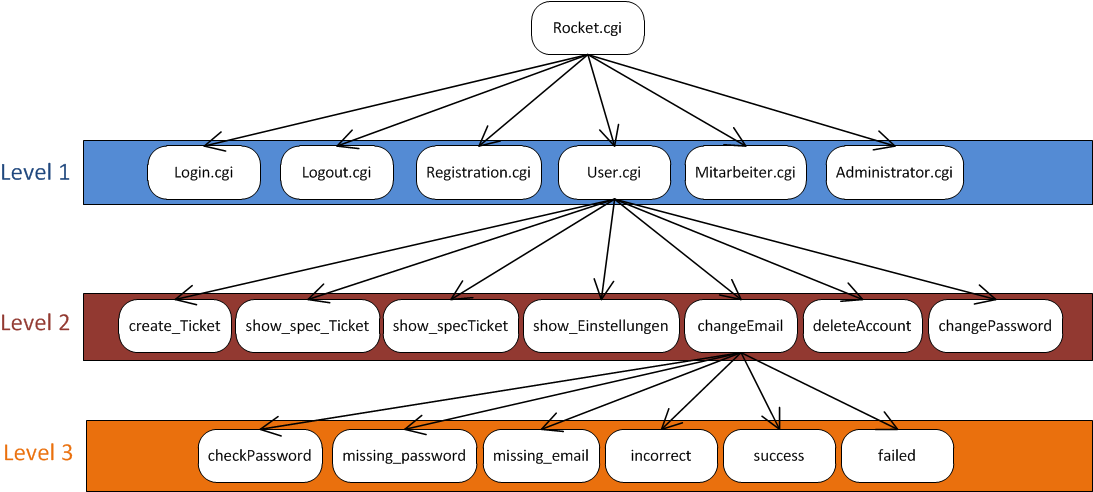 Rocket.cgi
Level 1
Login.cgi
Logout.cgi
Registration.cgi
User.cgi
Mitarbeiter.cgi
Administrator.cgi
Level 2
create_Ticket
show_spec_Ticket
show_specTicket
show_Einstellungen
changeEmail
deleteAccount
changePassword
Level 3
checkPassword
missing_password
missing_email
incorrect
success
failed